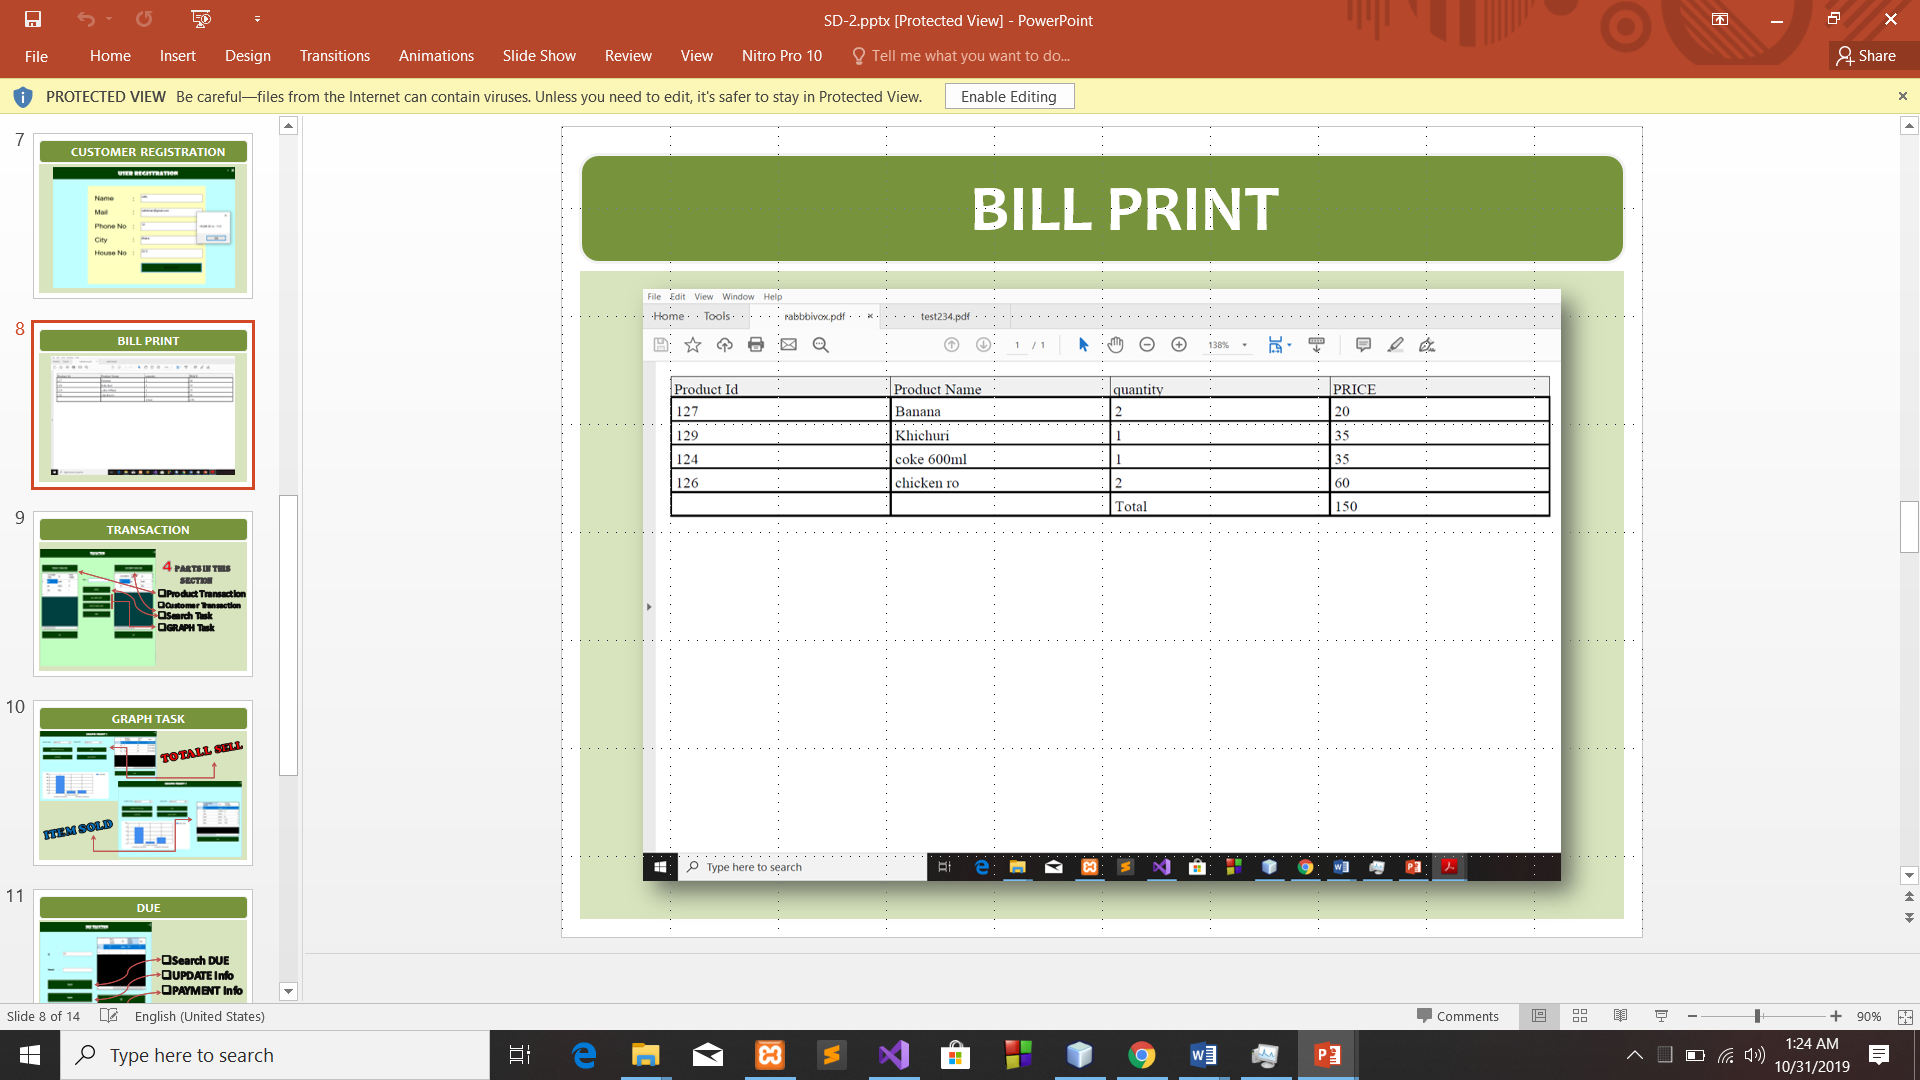 SD-2.pptx [Protected View] - PowerPoint
File Home Insert Design Transitions Animations Slide Show Review View Nitro Pro 10 Tell me what you want to do... Share
PROTECTED VIEW Be careful—files from the Internet can contain viruses. Unless you need to edit, it's safer to stay in Protected View. Enable Editing
7
CUSTOMER REGISTRATION
USER REGISTRATION
Name :
Mail :
Phone No :
City :
House No :
8
BILL PRINT
9
TRANSACTION
4 PARTS IN THIS
SECTION
Product Transaction
Customer Transaction
Search Task
GRAPH Task
10
GRAPH TASK
TOTALL SELL
ITEM SOLD
11
DUE
Search DUE
UPDATE Info
PAYMENT Info
BILL PRINT
File Edit View Window Help
Home Tools rabbbivox.pdf × test234.pdf
1 / 1 138%
Product Id Product Name quantity PRICE
127 Banana 2 20
129 Khichuri 1 35
124 coke 600ml 1 35
126 chicken ro 2 60
Total 150
Type here to search
Slide 8 of 14 English (United States) Comments 90%
Type here to search
1:24 AM
10/31/2019